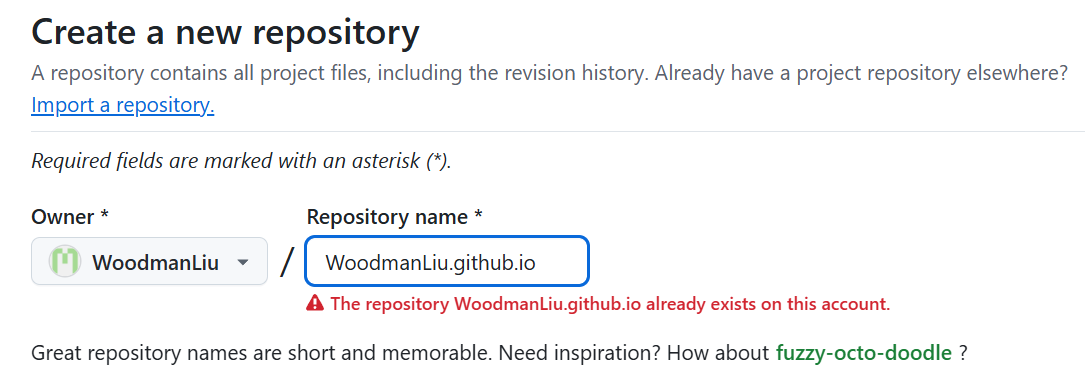 Create a new repository
A repository contains all project files, including the revision history. Already have a project repository elsewhere?
Import a repository.
Required fields are marked with an asterisk (*).
Owner *
Repository name *
WoodmanLiu / WoodmanLiu.github.io
The repository WoodmanLiu.github.io already exists on this account.
Great repository names are short and memorable. Need inspiration? How about fuzzy-octo-doodle ?